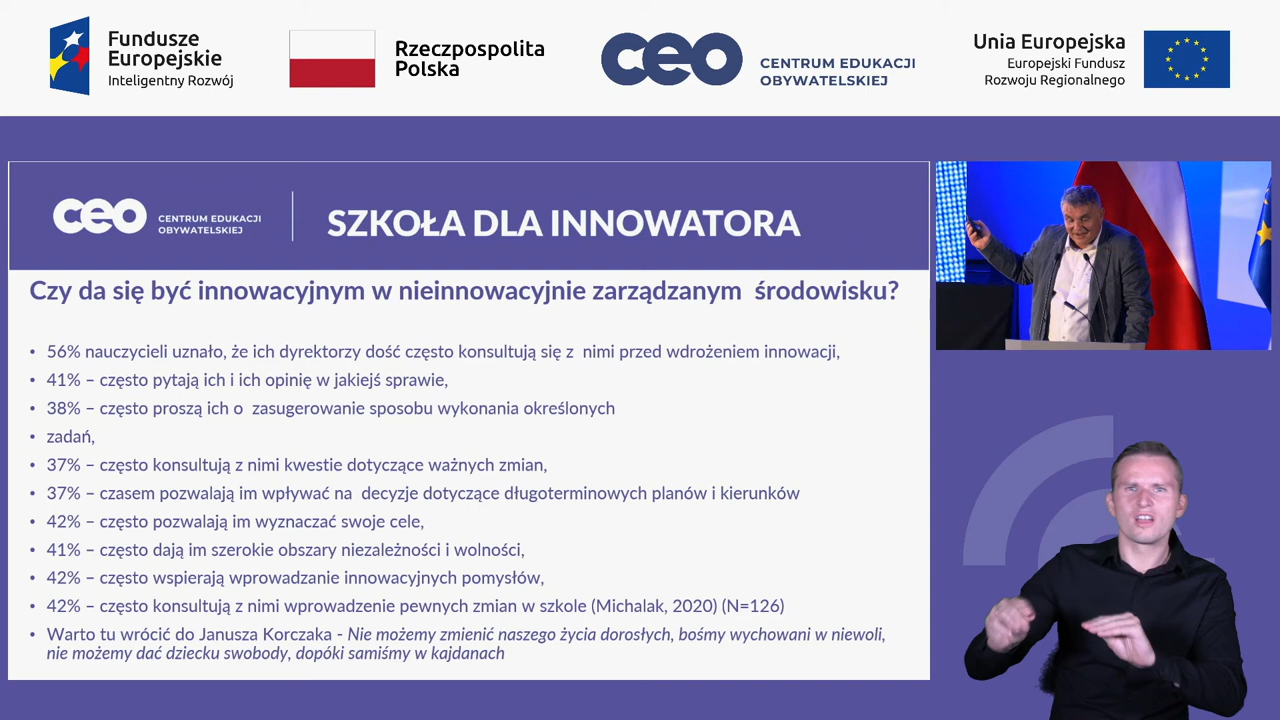 Fundusze
Europejskie
Inteligentny Rozwój
Rzeczpospolita
Polska
ceo
CENTRUM EDUKACJI
OBYWATELSKIEJ
Unia Europejska
Europejski Fundusz
Rozwoju Regionalnego
ceo
CENTRUM EDUKACJI
OBYWATELSKIEJ
SZKOŁA DLA INNOWATORA
Czy da się być innowacyjnym w nieinnowacyjnie zarządzanym środowisku?
• 56% nauczycieli uznało, że ich dyrektorzy dość często konsultują się z nimi przed wdrożeniem innowacji,
• 41% – często pytają ich i ich opinię w jakiejś sprawie,
• 38% – często proszą ich o zasugerowanie sposobu wykonania określonych
• zadań,
• 37% – często konsultują z nimi kwestie dotyczące ważnych zmian,
• 37% – czasem pozwalają im wpływać na decyzje dotyczące długoterminowych planów i kierunków
• 42% – często pozwalają im wyznaczać swoje cele,
• 41% – często dają im szerokie obszary niezależności i wolności,
• 42% – często wspierają wprowadzanie innowacyjnych pomysłów,
• 42% – często konsultują z nimi wprowadzenie pewnych zmian w szkole (Michalak, 2020) (N=126)
• Warto tu wrócić do Janusza Korczaka - Nie możemy zmienić naszego życia dorosłych, bośmy wychowani w niewoli,
nie możemy dać dziecku swobody, dopóki samiśmy w kajdanach